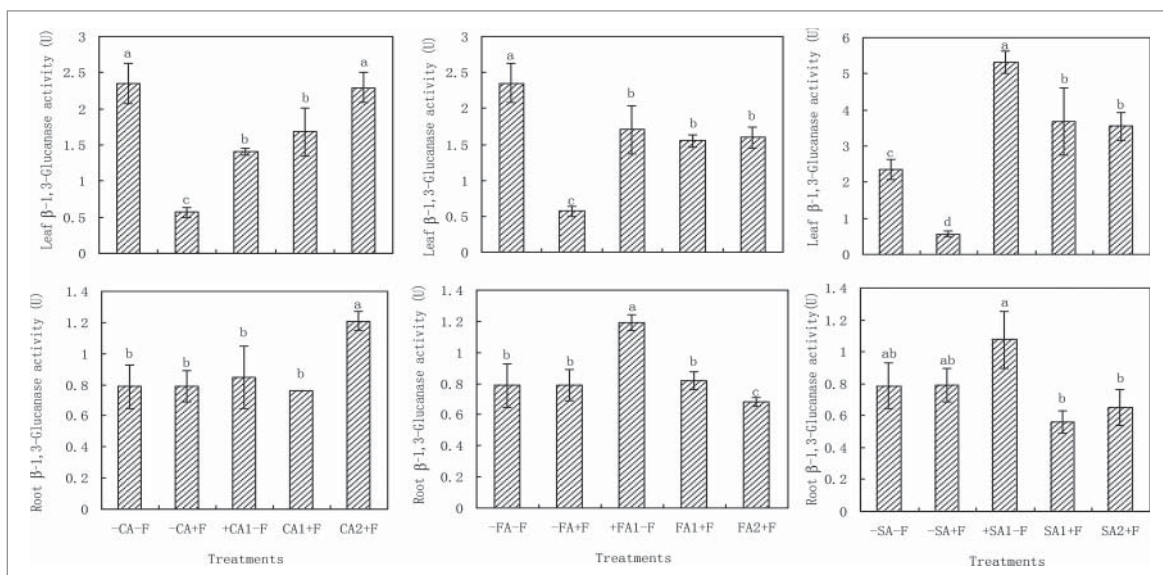 Leaf β-1,3-Glucanase activity (U)
3
2.5
2
1.5
1
0.5
0
a
c
b
b
a
Leaf β-1,3-Glucanase activity (U)
3
2.5
2
1.5
1
0.5
0
a
c
b
b
b
Leaf β-1,3-Glucanase activity (U)
6
5
4
3
2
1
0
c
d
a
b
b
Root β-1,3-Glucanase activity (U)
1.4
1.2
1
0.8
0.6
0.4
0.2
0
b
b
b
b
a
-CA-F -CA+F +CA1-F CA1+F CA2+F
Treatments
Root β-1,3-Glucanase activity (U)
1.4
1.2
1
0.8
0.6
0.4
0.2
0
b
b
a
b
c
-FA-F -FA+F +FA1-F FA1+F FA2+F
Treatments
Root β-1,3-Glucanase activity(U)
1.4
1.2
1
0.8
0.6
0.4
0.2
0
ab
ab
a
b
b
-SA-F -SA+F +SA1-F SA1+F SA2+F
Treatments